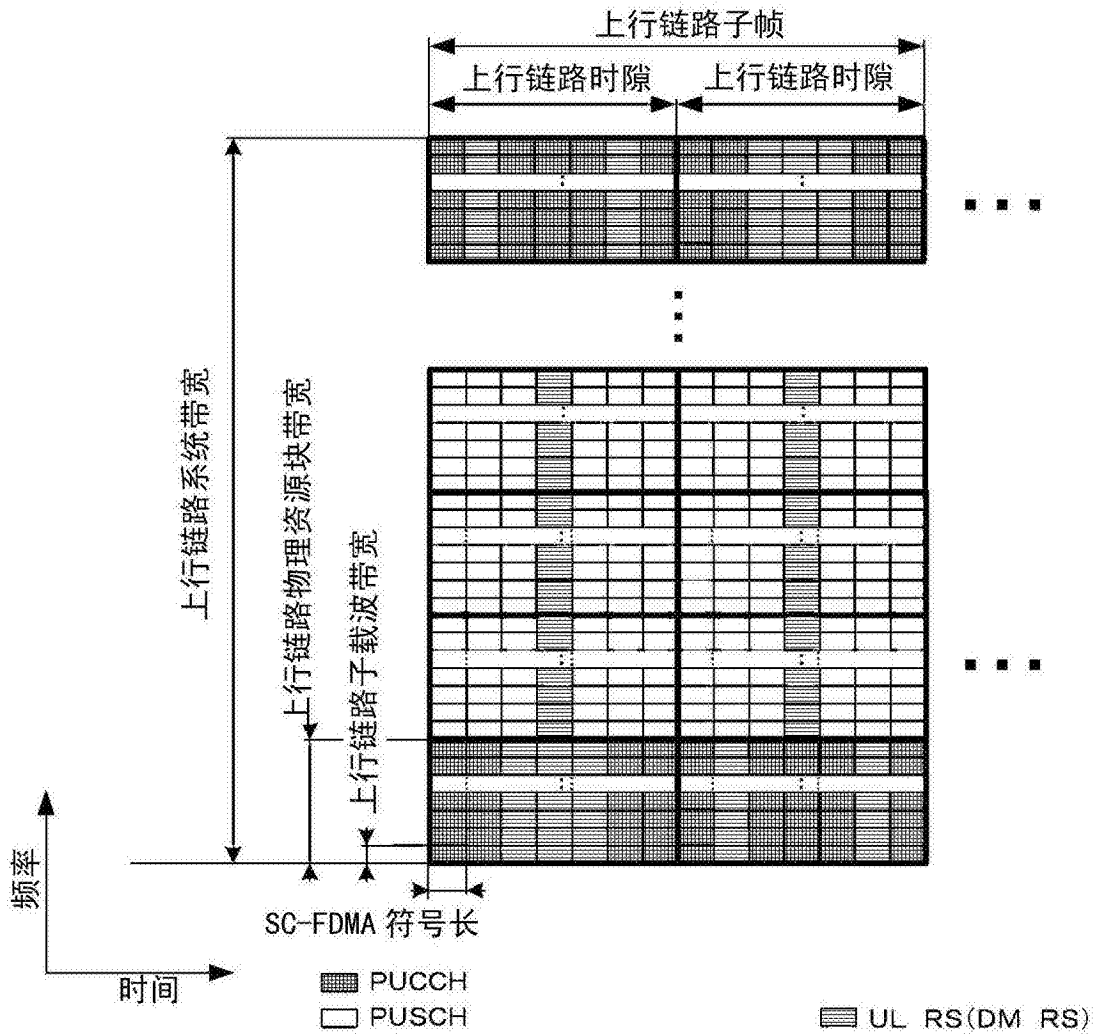 上行链路子帧
上行链路时隙
上行链路时隙
上行链路系统带宽
上行链路物理资源块带宽
上行链路子载波带宽
频率
SC-FDMA 符号长
时间
PUCCH
PUSCH
UL RS(DM RS)